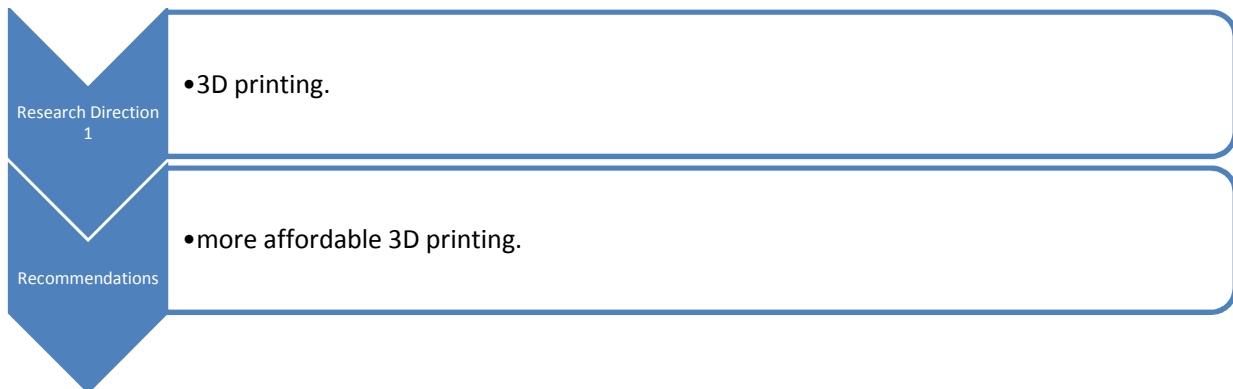 Research Direction
1
•3D printing.
Recommendations
•more affordable 3D printing.